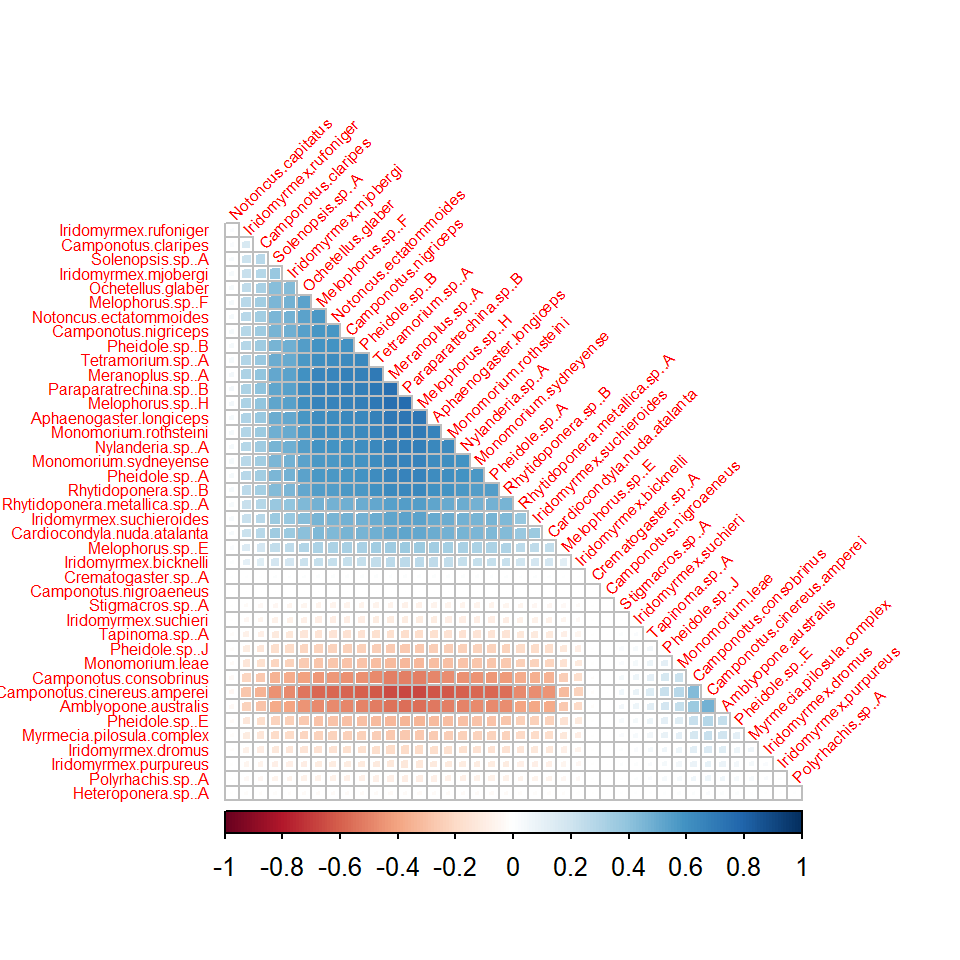 Notoncus.capitatus
Iridomyrmex.rufoniger
Camponotus.claripes
Solenopsis.sp..A
Iridomyrmex.mjobergi
Ochetellus.glaber
Melophorus.sp..F
Notoncus.ectatommoides
Camponotus.nigriceps
Pheidole.sp..B
Tetramorium.sp..A
Meranoplus.sp..A
Paraparatrechina.sp..B
Melophorus.sp..H
Aphaenogaster.longiceps
Monomorium.rothsteini
Nylanderia.sp..A
Monomorium.sydneyense
Pheidole.sp..A
Rhytidoponera.sp..B
Rhytidoponera.metallica.sp..A
Iridomyrmex.suchieroides
Cardiocondyla.nuda.atalanta
Melophorus.sp..E
Iridomyrmex.bicknelli
Crematogaster.sp..A
Camponotus.nigroaeneus
Stigmacros.sp..A
Iridomyrmex.suchieri
Tapinoma.sp..A
Pheidole.sp..J
Monomorium.leae
Camponotus.consobrinus
Camponotus.cinereus.amperei
Amblyopone.australis
Pheidole.sp..E
Myrmecia.pilosula.complex
Iridomyrmex.dromus
Iridomyrmex.purpureus
Polyrhachis.sp..A
Iridomyrmex.rufoniger
Camponotus.claripes
Solenopsis.sp..A
Iridomyrmex.mjobergi
Ochetellus.glaber
Melophorus.sp..F
Notoncus.ectatommoides
Camponotus.nigriceps
Pheidole.sp..B
Tetramorium.sp..A
Meranoplus.sp..A
Paraparatrechina.sp..B
Melophorus.sp..H
Aphaenogaster.longiceps
Monomorium.rothsteini
Nylanderia.sp..A
Monomorium.sydneyense
Pheidole.sp..A
Rhytidoponera.sp..B
Rhytidoponera.metallica.sp..A
Iridomyrmex.suchieroides
Cardiocondyla.nuda.atalanta
Melophorus.sp..E
Iridomyrmex.bicknelli
Crematogaster.sp..A
Camponotus.nigroaeneus
Stigmacros.sp..A
Iridomyrmex.suchieri
Tapinoma.sp..A
Pheidole.sp..J
Monomorium.leae
Camponotus.consobrinus
Camponotus.cinereus.amperei
Amblyopone.australis
Pheidole.sp..E
Myrmecia.pilosula.complex
Iridomyrmex.dromus
Iridomyrmex.purpureus
Polyrhachis.sp..A
Heteroponera.sp..A
-1 -0.8 -0.6 -0.4 -0.2 0 0.2 0.4 0.6 0.8 1